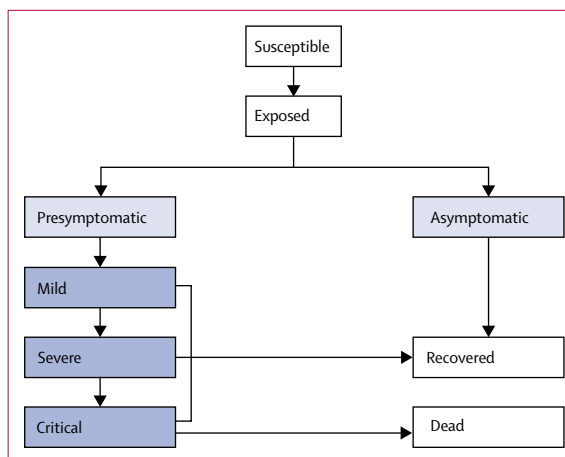 Susceptible
Exposed
Presymptomatic
Asymptomatic
Mild
Severe
Recovered
Critical
Dead